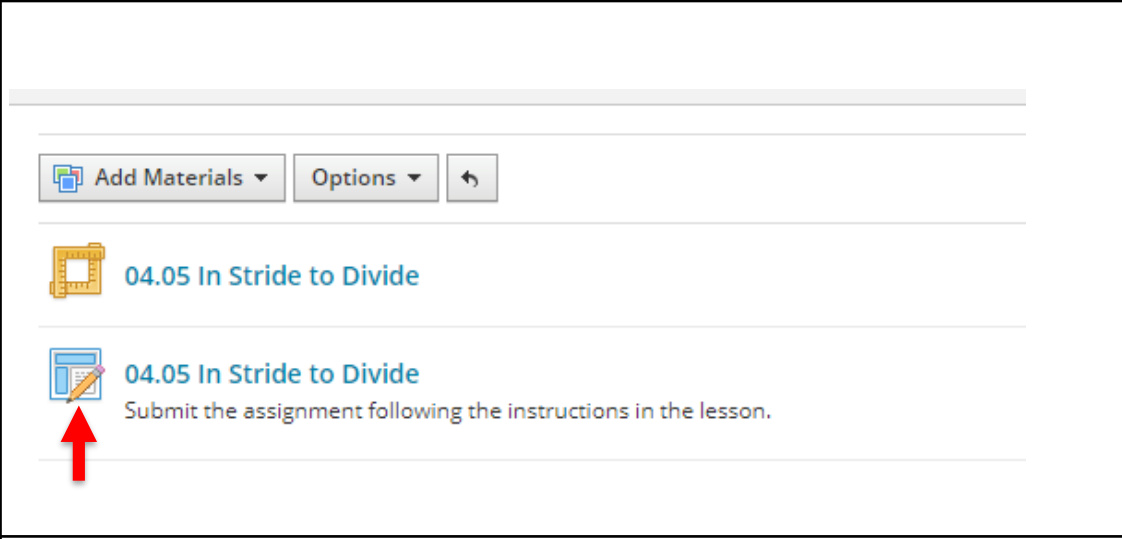 Add Materials
Options
04.05 In Stride to Divide
04.05 In Stride to Divide
Submit the assignment following the instructions in the lesson.